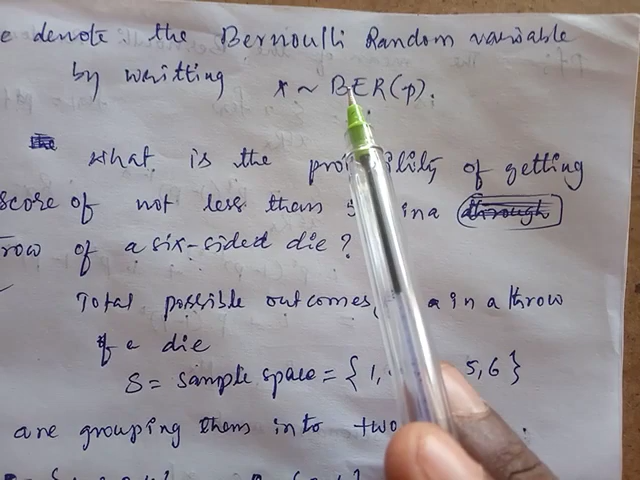 e denote the Bernoulli Random variable
by writting x ~ BER(p).
what is the
of getting
score of not less than in a
row of a six-sided die?
Total possible outcomes, in a throw
of a die
S = sample space = {1, 5, 6}
are grouping them into two